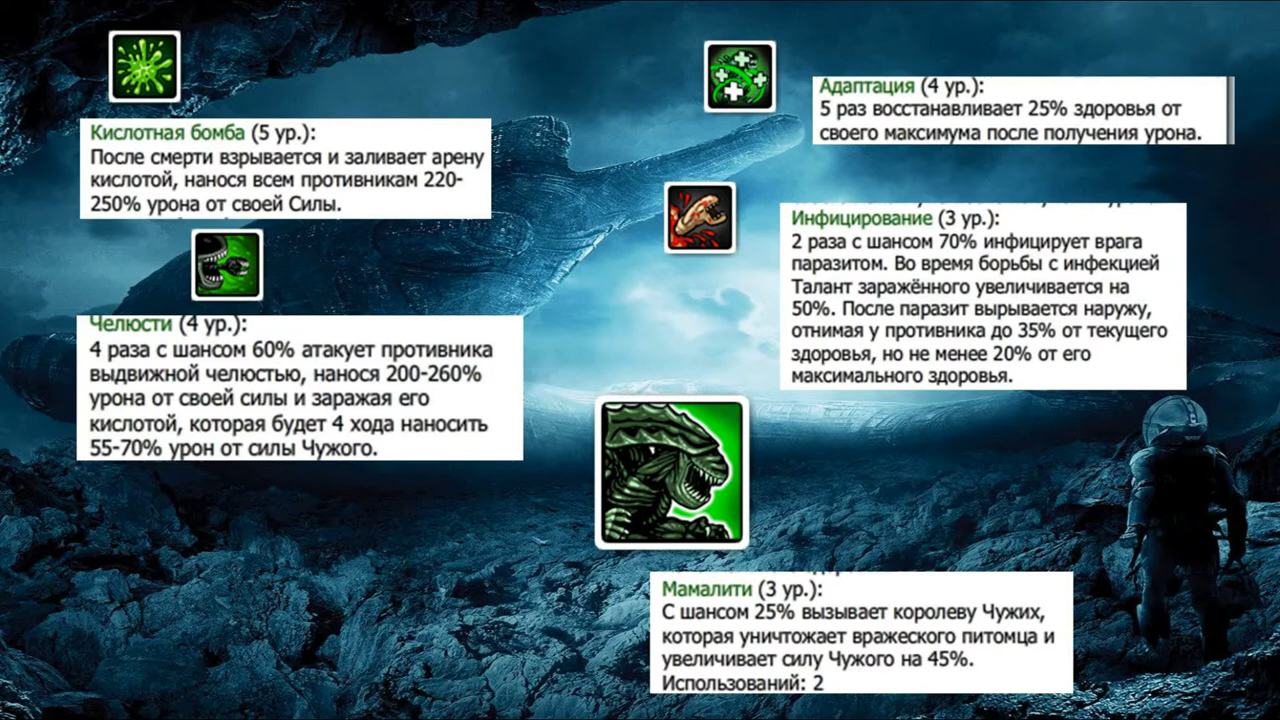 Кислотная бомба (5 ур.):
После смерти взрывается и заливает арену
кислотой, нанося всем противникам 220-
250% урона от своей Силы.
Челюсти (4 ур.):
4 раза с шансом 60% атакует противника
выдвижной челюстью, нанося 200-260%
урона от своей силы и заражая его
кислотой, которая будет 4 хода наносить
55-70% урон от силы Чужого.
Адаптация (4 ур.):
5 раз восстанавливает 25% здоровья от
своего максимума после получения урона.
Инфицирование (3 ур.):
2 раза с шансом 70% инфицирует врага
паразитом. Во время борьбы с инфекцией
Талант заражённого увеличивается на
50%. После паразит вырывается наружу,
отнимая у противника до 35% от текущего
здоровья, но не менее 20% от его
максимального здоровья.
Мамалити (3 ур.):
С шансом 25% вызывает королеву Чужих,
которая уничтожает вражеского питомца и
увеличивает силу Чужого на 45%.
Использований: 2